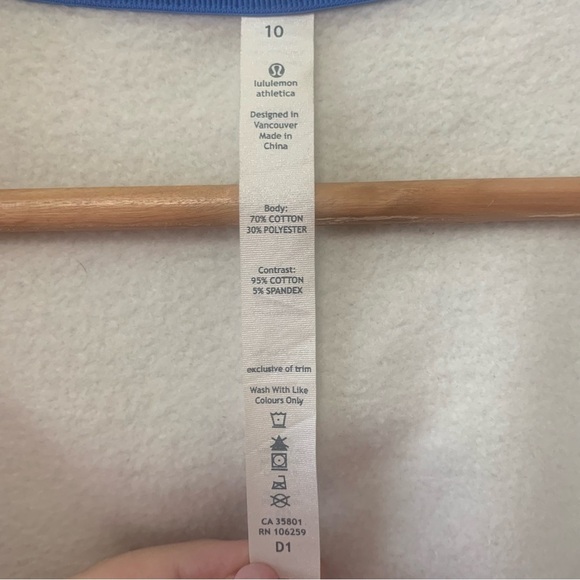 10
lululemon
athletica
Designed in
Vancouver
Made in
China
Body:
70% COTTON
30% POLYESTER
Contrast:
95% COTTON
5% SPANDEX
exclusive of trim
Wash With Like
Colours Only
CA 35801
RN 106259
D1